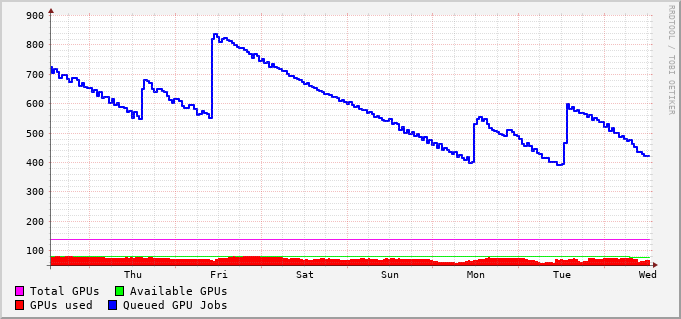 900
800
700
600
500
400
300
200
100
Thu Fri Sat Sun Mon Tue Wed
RRDTOOL / TOBI OETIKER
Total GPUs Available GPUs
GPUs used Queued GPU Jobs